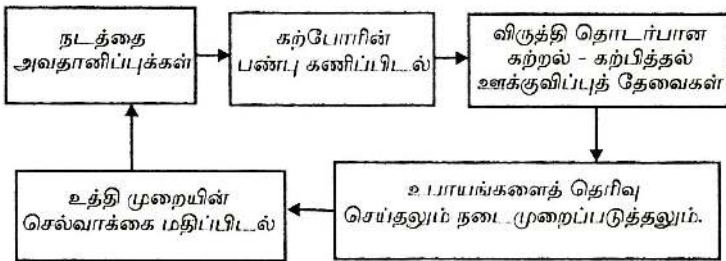 நடத்தை
அவதானிப்புக்கள்
கற்போரின்
பண்பு கணிப்பிடல்
விருத்தி தொடர்பான
கற்றல் - கற்பித்தல்
ஊக்குவிப்புத் தேவைகள்
உபாயங்களைத் தெரிவு
செய்தலும் நடைமுறைப்படுத்தலும்.
உத்தி முறையின்
செல்வாக்கை மதிப்பிடல்